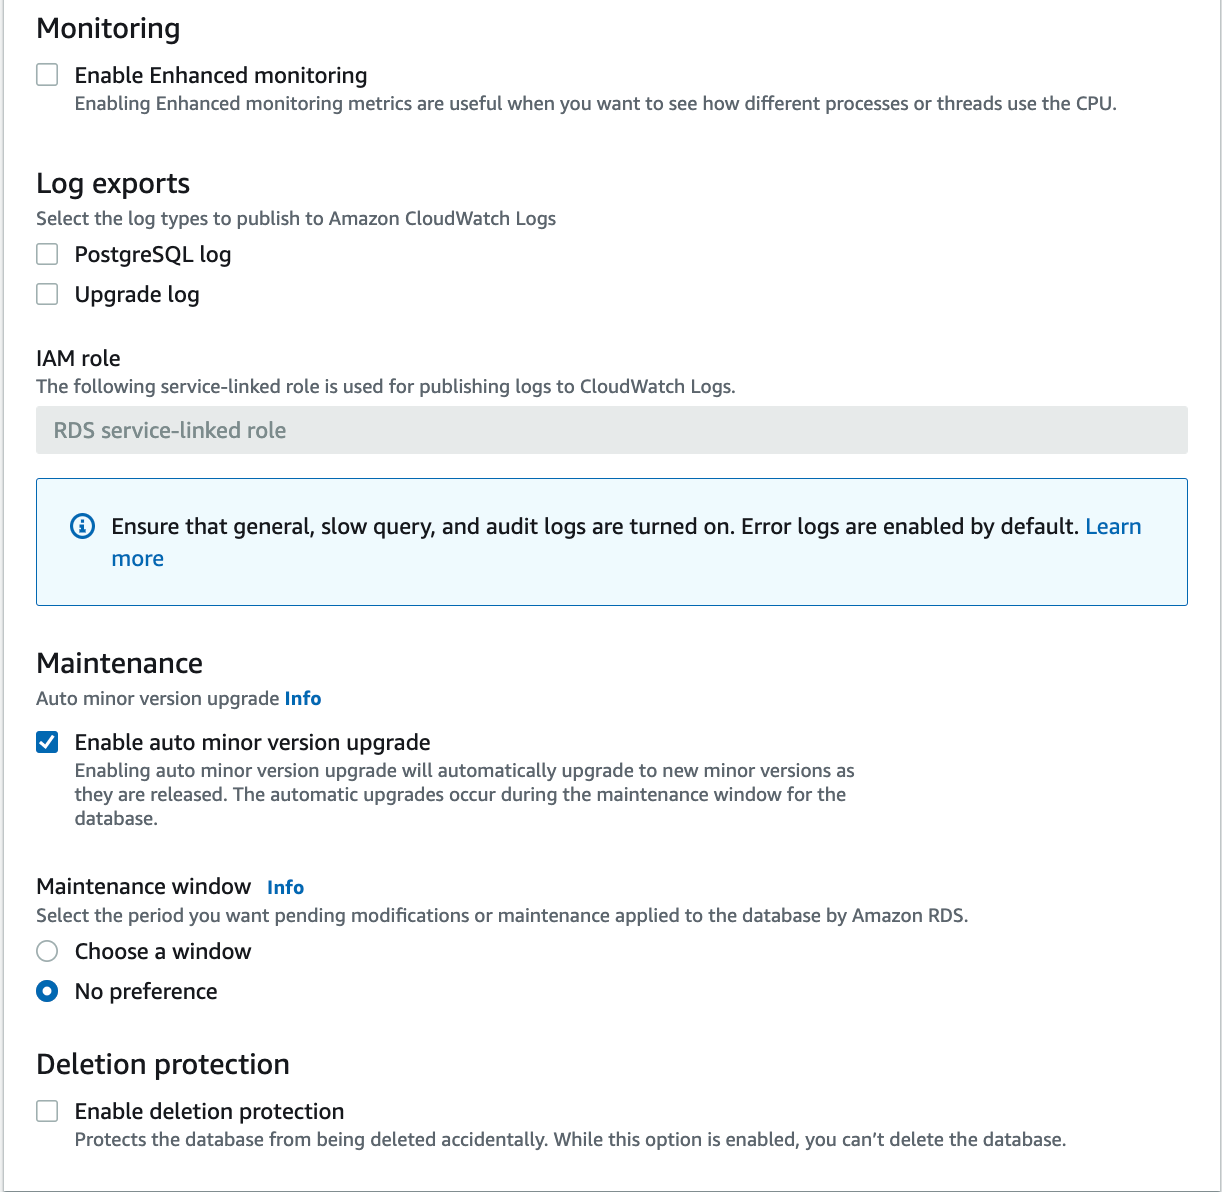 Monitoring
Enable Enhanced monitoring
Enabling Enhanced monitoring metrics are useful when you want to see how different processes or threads use the CPU.
Log exports
Select the log types to publish to Amazon CloudWatch Logs
PostgreSQL log
Upgrade log
IAM role
The following service-linked role is used for publishing logs to CloudWatch Logs.
RDS service-linked role
Ensure that general, slow query, and audit logs are turned on. Error logs are enabled by default. Learn
more
Maintenance
Auto minor version upgrade Info
Enable auto minor version upgrade
Enabling auto minor version upgrade will automatically upgrade to new minor versions as
they are released. The automatic upgrades occur during the maintenance window for the
database.
Maintenance window Info
Select the period you want pending modifications or maintenance applied to the database by Amazon RDS.
Choose a window
No preference
Deletion protection
Enable deletion protection
Protects the database from being deleted accidentally. While this option is enabled, you can’t delete the database.